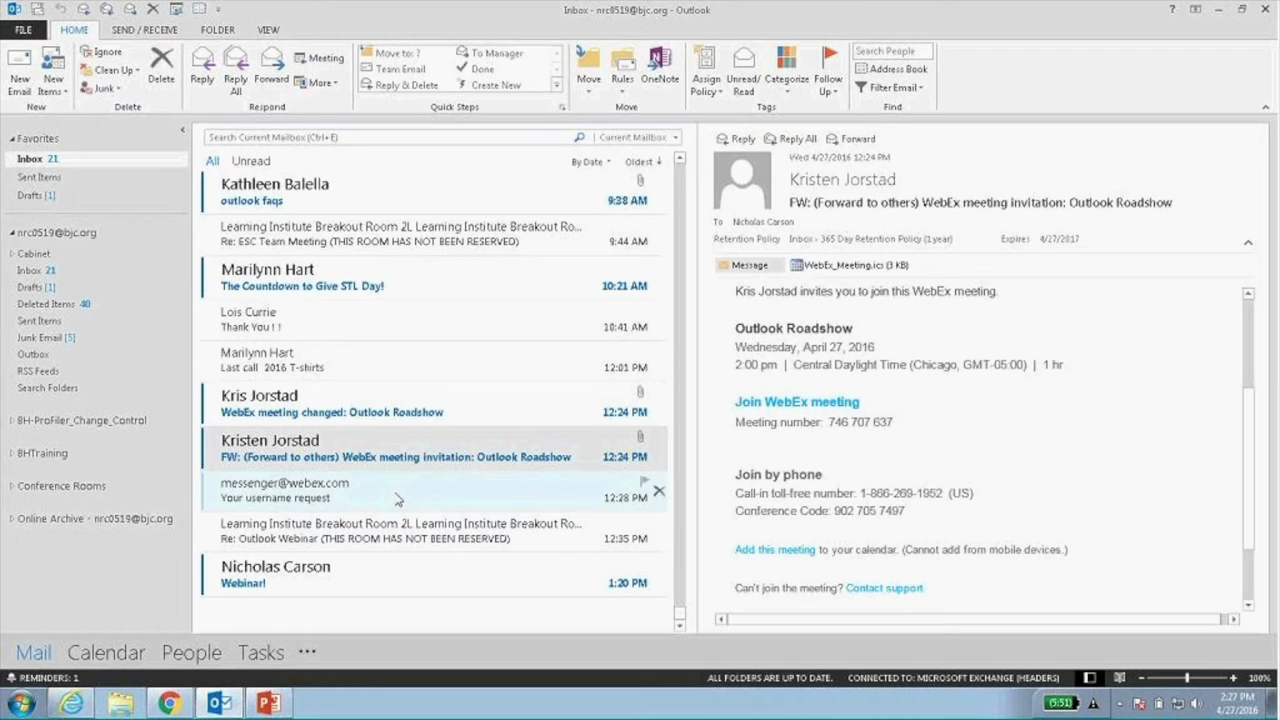 Inbox - nrc0519@bjc.org - Outlook
FILE
HOME
SEND / RECEIVE
FOLDER
VIEW
New Email
New Items
New
Ignore
Clean Up
Junk
Delete
Delete
Reply
Reply All
Forward
Meeting
More
Respond
Move to: ?
Team Email
Reply & Delete
To Manager
Done
Create New
Quick Steps
Move
Rules
OneNote
Move
Assign Policy
Unread/ Read
Categorize
Follow Up
Tags
Search People
Address Book
Filter Email
Find
Favorites
Inbox 21
Sent Items
Drafts [1]
nrc0519@bjc.org
Cabinet
Inbox 21
Drafts [1]
Deleted Items 40
Sent Items
Junk Email [5]
Outbox
RSS Feeds
Search Folders
BH-ProFiler_Change_Control
BHTraining
Conference Rooms
Online Archive - nrc0519@bjc.org
Search Current Mailbox (Ctrl+E)
Current Mailbox
All Unread
By Date Oldest
Kathleen Balella
outlook faqs 9:38 AM
Learning Institute Breakout Room 2L Learning Institute Breakout Ro...
Re: ESC Team Meeting (THIS ROOM HAS NOT BEEN RESERVED) 9:44 AM
Marilynn Hart
The Countdown to Give STL Day! 10:21 AM
Lois Currie
Thank You ! ! 10:41 AM
Marilynn Hart
Last call 2016 T-shirts 12:01 PM
Kris Jorstad
WebEx meeting changed: Outlook Roadshow 12:24 PM
Kristen Jorstad
FW: (Forward to others) WebEx meeting invitation: Outlook Roadshow 12:24 PM
messenger@webex.com
Your username request 12:28 PM
Learning Institute Breakout Room 2L Learning Institute Breakout Ro...
Re: Outlook Webinar (THIS ROOM HAS NOT BEEN RESERVED) 12:35 PM
Nicholas Carson
Webinar! 1:20 PM
Reply Reply All Forward
Wed 4/27/2016 12:24 PM
Kristen Jorstad
FW: (Forward to others) WebEx meeting invitation: Outlook Roadshow
To Nicholas Carson
Retention Policy Inbox - 365 Day Retention Policy (1 year) Expires 4/27/2017
Message WebEx_Meeting.ics (3 KB)
Kris Jorstad invites you to join this WebEx meeting.
Outlook Roadshow
Wednesday, April 27, 2016
2:00 pm | Central Daylight Time (Chicago, GMT-05:00) | 1 hr
Join WebEx meeting
Meeting number: 746 707 637
Join by phone
Call-in toll-free number: 1-866-269-1952 (US)
Conference Code: 902 705 7497
Add this meeting to your calendar. (Cannot add from mobile devices.)
Can't join the meeting? Contact support.
Mail Calendar People Tasks ...
REMINDERS: 1
ALL FOLDERS ARE UP TO DATE. CONNECTED TO: MICROSOFT EXCHANGE (HEADERS) 100%
(5:51)
2:27 PM
4/27/2016